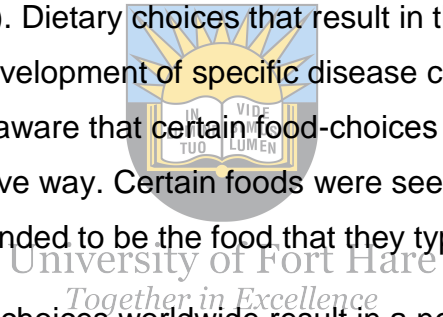 ). Dietary choices that result in t
velopment of specific disease c
aware that certain food-choices
IN VIDE
TUO LUMEN
ve way. Certain foods were see
nded to be the food that they typ
University of Fort Hare
Together in Excellence
choices worldwide result in a n